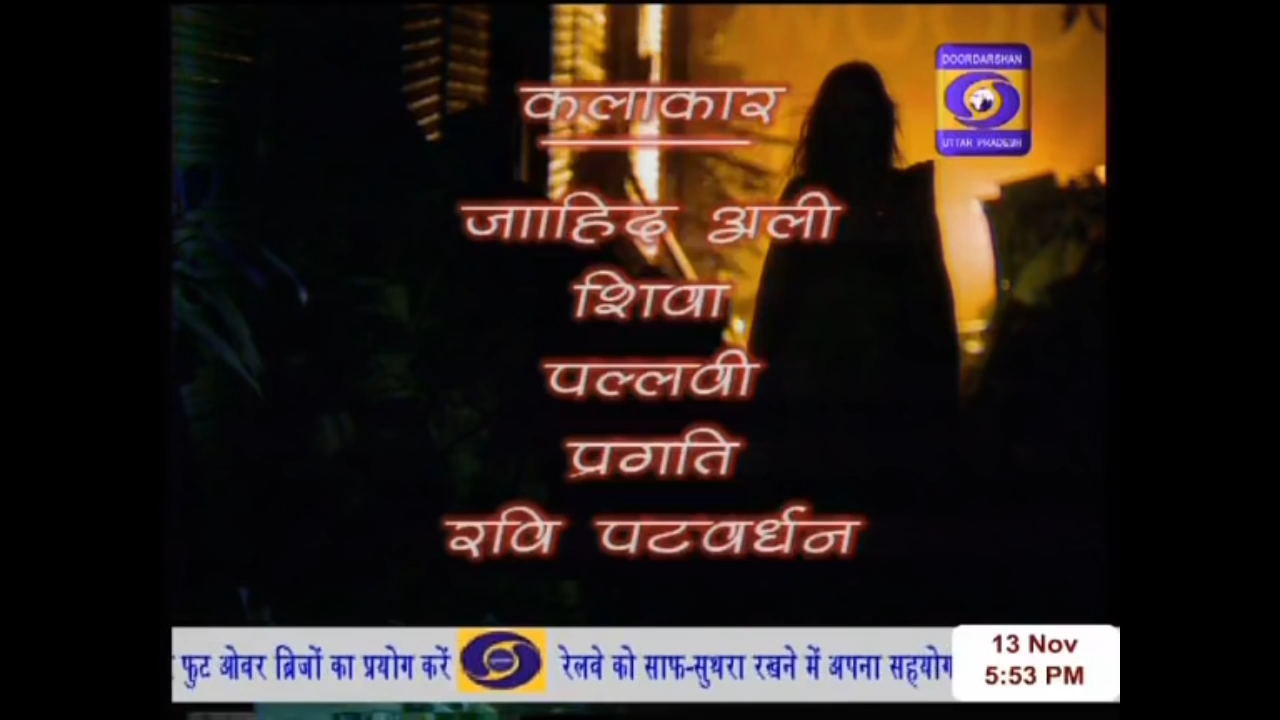 DOORDARSHAN
UTTAR PRADESH
कलाकार
जााहिद अली
शिवा
पल्लवी
प्रगति
रवि पटवर्धन
फुट ओवर ब्रिजों का प्रयोग करें रेलवे को साफ-सुथरा रखने में अपना सहयोग
13 Nov
5:53 PM